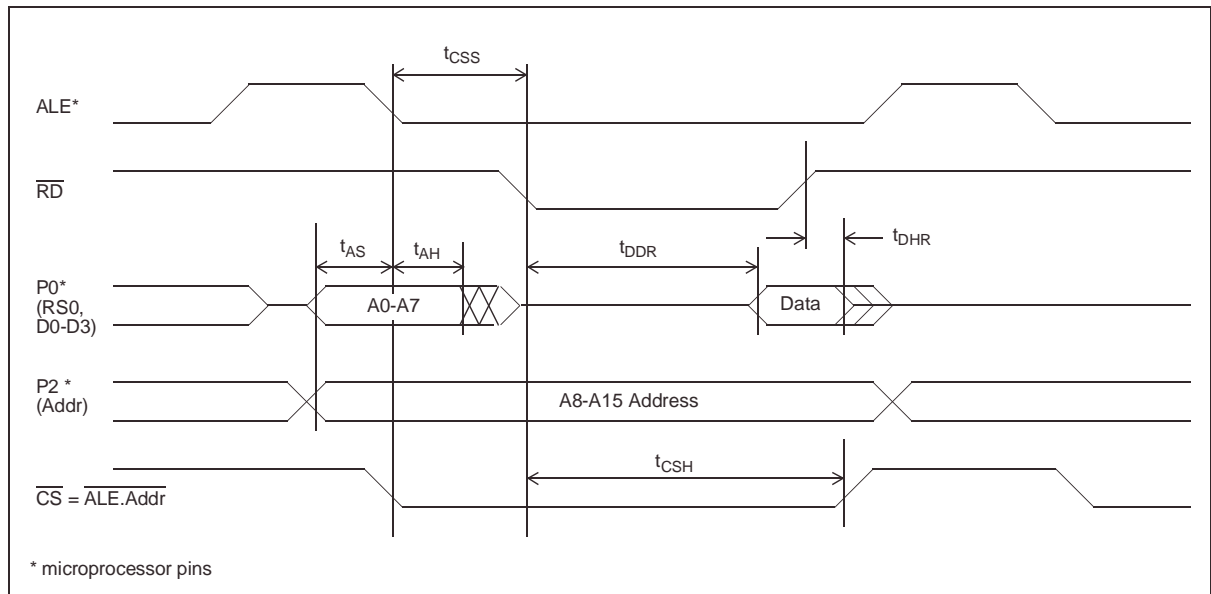 tCSS
ALE*
RD
tAS
tAH
tDDR
tDHR
P0*
(RS0,
D0-D3)
A0-A7
Data
P2 *
(Addr)
A8-A15 Address
tCSH
CS = ALE.Addr
* microprocessor pins